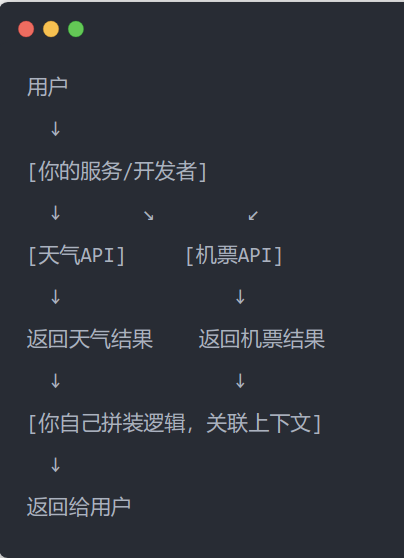 用户
↓
[你的服务/开发者]
↓ ↘ ↙
[天气API] [机票API]
↓ ↓
返回天气结果 返回机票结果
↓ ↓
[你自己拼装逻辑，关联上下文]
↓
返回给用户